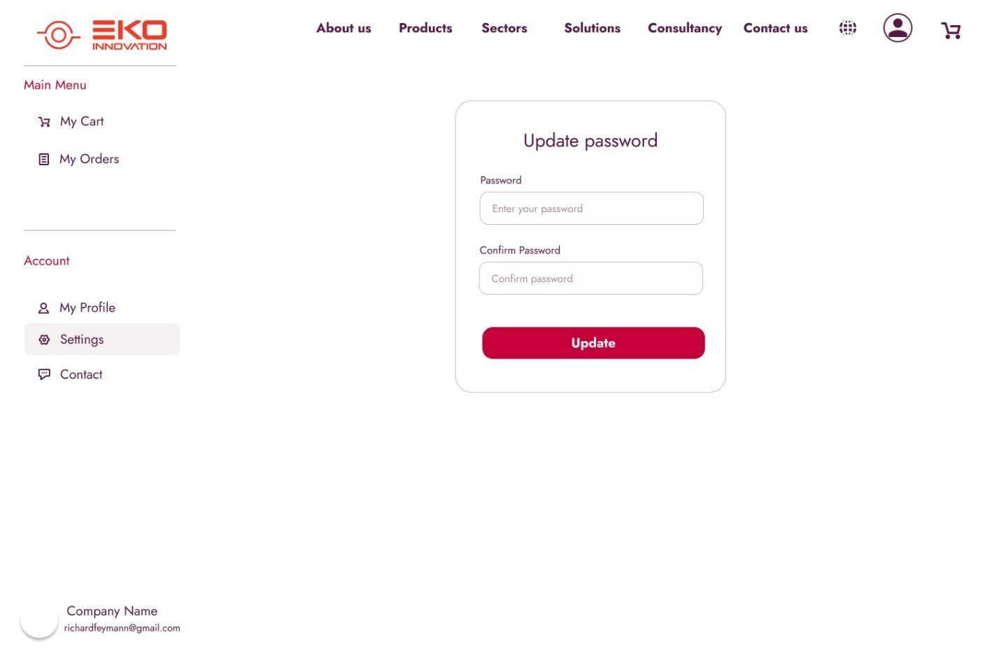 EKO
INNOVATION
About us
Products
Sectors
Solutions
Consultancy
Contact us
Main Menu
My Cart
My Orders
Account
My Profile
Settings
Contact
Update password
Password
Enter your password
Confirm Password
Confirm password
Update
Company Name
richardfeymann@gmail.com